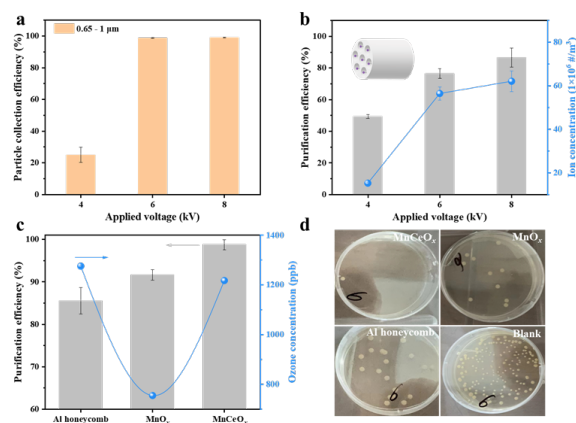 a
0.65 - 1 μm
Particle collection efficiency (%)
100
80
60
40
20
0
4
6
8
Applied voltage (kV)
b
Purification efficiency (%)
100
80
60
40
20
0
4
6
8
Applied voltage (kV)
80
60
40
20
0
Ion concentration (1×10⁶ #/m³)
c
Purification efficiency (%)
100
90
80
70
60
Al honeycomb
MnOₓ
MnCeOₓ
1400
1200
1000
800
Ozone concentration (ppb)
d
MnCeOₓ
MnOₓ
Al honeycomb
Blank
6
6
6